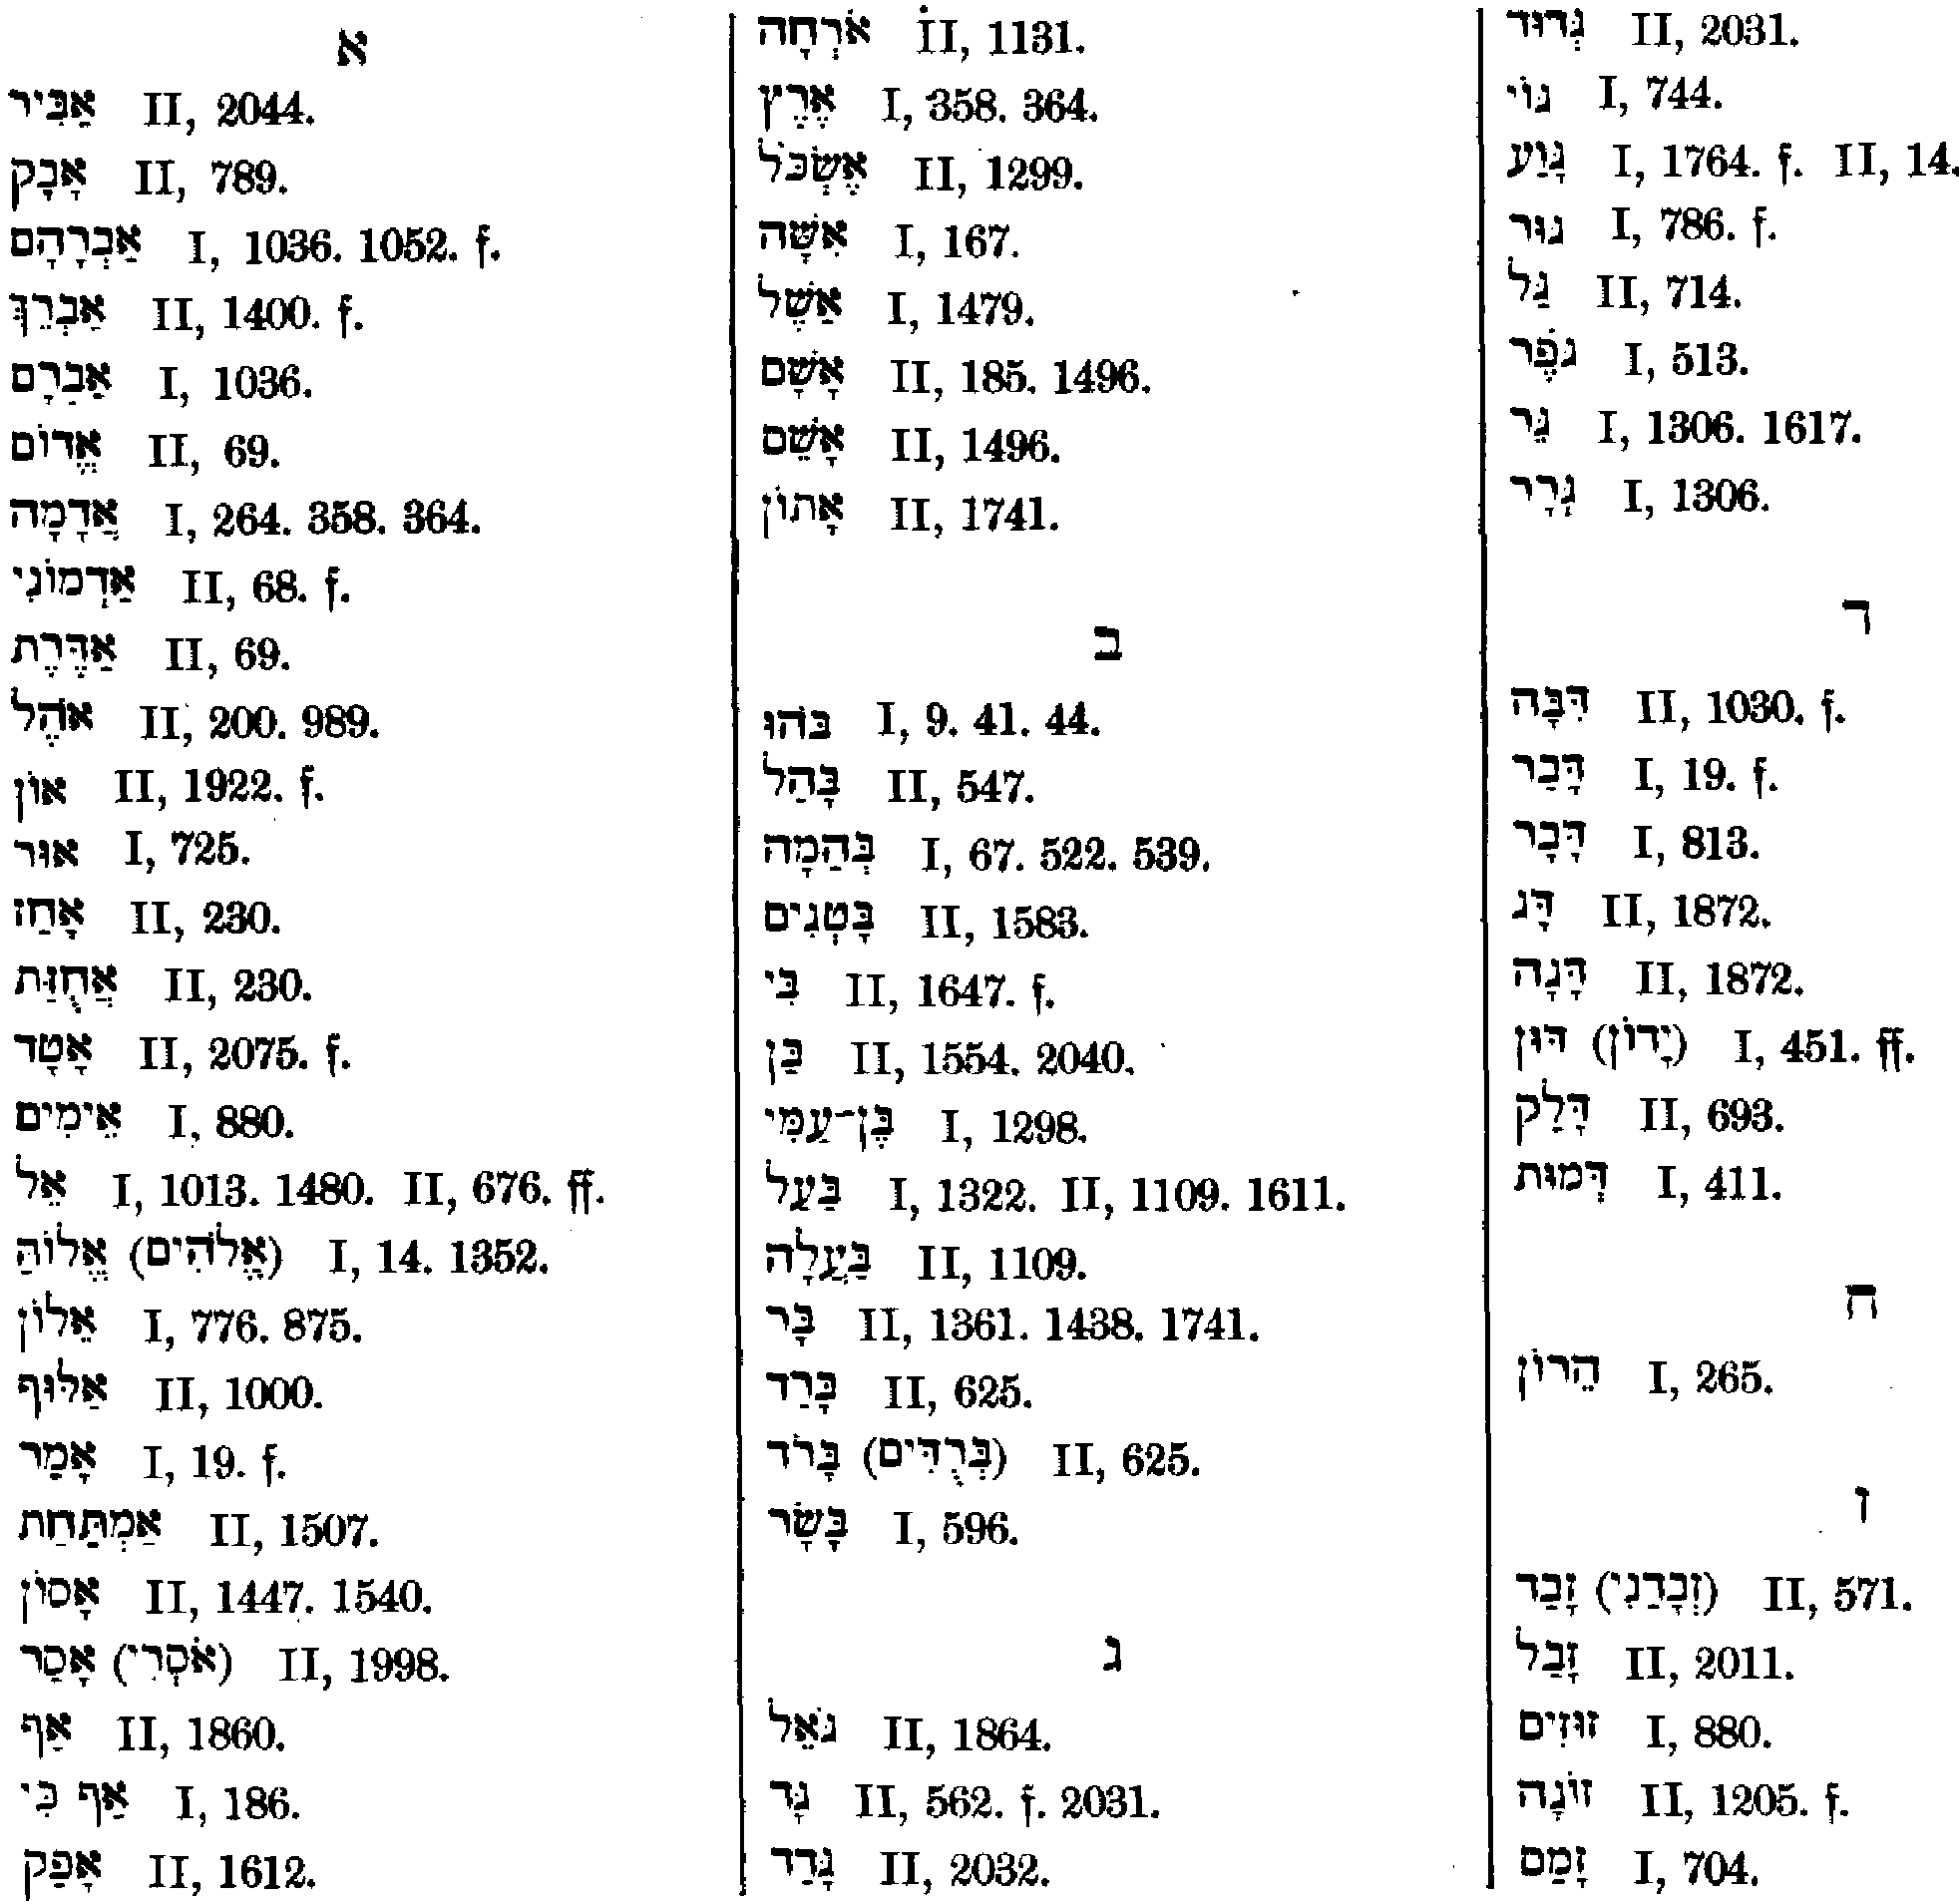 א
אַבִּיר II, 2044.
אָבָק II, 789.
אַבְרָהָם I, 1036. 1052. f.
אַבְרֵךְ II, 1400. f.
אַבְרָם I, 1036.
אֱדוֹם II, 69.
אֲדָמָה I, 264. 358. 364.
אַדְמוֹנִי II, 68. f.
אַדֶּרֶת II, 69.
אֹהֶל II, 200. 989.
אוֹן II, 1922. f.
אוּר I, 725.
אָחַז II, 230.
אֲחֻזַּת II, 230.
אָטָד II, 2075. f.
אֵימִים I, 880.
אֵל I, 1013. 1480. II, 676. ff.
אֱלוֹהַּ (אֱלֹהִים) I, 14. 1352.
אֵלוֹן I, 776. 875.
אַלּוּף II, 1000.
אָמַר I, 19. f.
אַמְתַּחַת II, 1507.
אָסוֹן II, 1447. 1540.
אָסַר (אֹסְרִי) II, 1998.
אַף II, 1860.
אַף כִּי I, 186.
אָפַק II, 1612.
אֹרְחָה II, 1131.
אֶרֶץ I, 358. 364.
אֶשְׁכֹּל II, 1299.
אִשָּׁה I, 167.
אֵשֶׁל I, 1479.
אָשָׁם II, 185. 1496.
אָשֵׁם II, 1496.
אָתוֹן II, 1741.
ב
בֹּהוּ I, 9. 41. 44.
בָּהַל II, 547.
בְּהֵמָה I, 67. 522. 539.
בָּטְנִים II, 1583.
בִּי II, 1647. f.
בֵּן II, 1554. 2040.
בֶּן־עַמִּי I, 1298.
בַּעַל I, 1322. II, 1109. 1611.
בַּעֲלָה II, 1109.
בָּר II, 1361. 1438. 1741.
בָּרַד II, 625.
בָּרֹד (בְּרֻדִּים) II, 625.
בָּשָׂר I, 596.
ג
גֹּאֵל II, 1864.
גָּד II, 562. f. 2031.
גָּדַד II, 2032.
גְּדוּד II, 2031.
גּוֹי I, 744.
גָּוַע I, 1764. f. II, 14.
גּוּר I, 786. f.
גַּל II, 714.
גֹּפֶר I, 513.
גֵּר I, 1306. 1617.
גְּרָר I, 1306.
ד
דִּבָּה II, 1030. f.
דָּבַר I, 19. f.
דָּבָר I, 813.
דָּג II, 1872.
דָּגָה II, 1872.
דּוּן (יָדוֹן) I, 451. ff.
דָּלַק II, 693.
דְּמוּת I, 411.
ה
הֵרוֹן I, 265.
ז
זָבַד (זְבָדַנִי) II, 571.
זָבַל II, 2011.
זוּזִים I, 880.
זוֹנָה II, 1205. f.
זָמַם I, 704.